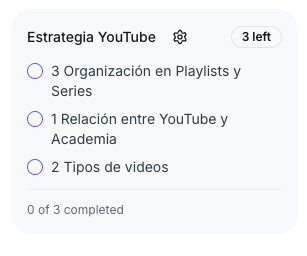 Estrategia YouTube
3 left
3 Organización en Playlists y
Series
1 Relación entre YouTube y
Academia
2 Tipos de videos
0 of 3 completed